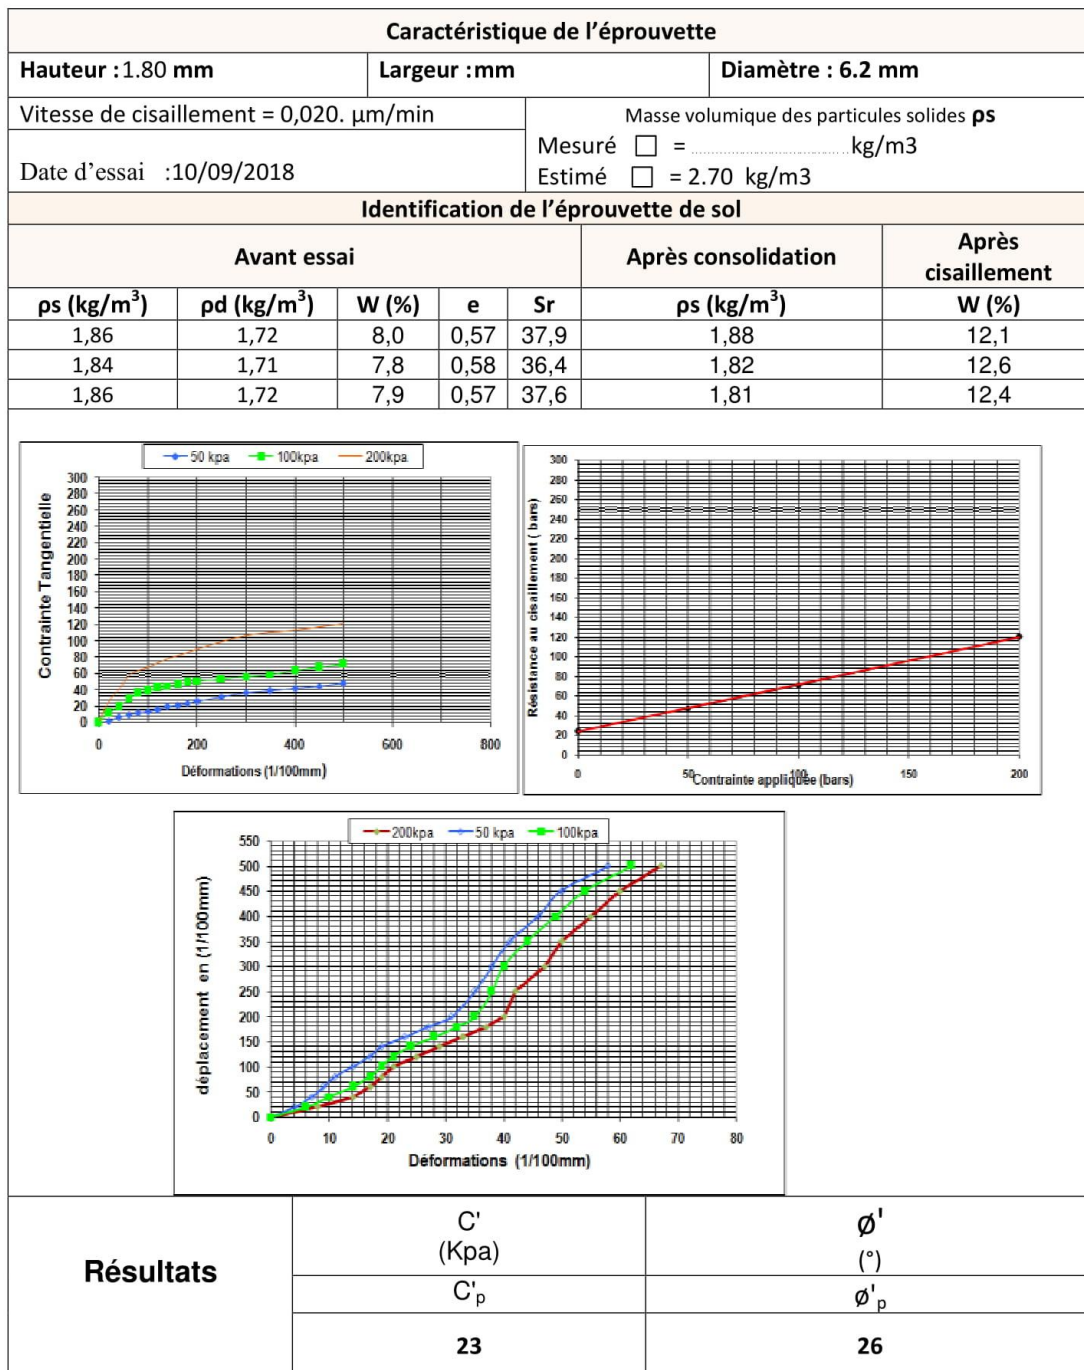 Caractéristique de l’éprouvette
Hauteur :1.80 mm Largeur :mm Diamètre : 6.2 mm
Vitesse de cisaillement = 0,020. µm/min
Date d’essai :10/09/2018
Masse volumique des particules solides ρs
Mesuré □ = ........................................ kg/m3
Estimé □ = 2.70 kg/m3
Identification de l’éprouvette de sol
Avant essai Après consolidation Après cisaillement
ρs (kg/m³) ρd (kg/m³) W (%) e Sr ρs (kg/m³) W (%)
1,86 1,72 8,0 0,57 37,9 1,88 12,1
1,84 1,71 7,8 0,58 36,4 1,82 12,6
1,86 1,72 7,9 0,57 37,6 1,81 12,4
50 kpa 100kpa 200kpa
Contrainte Tangentielle
300
280
260
240
220
200
180
160
140
120
100
80
60
40
20
0
0 200 400 600 800
Déformations (1/100mm)
Résistance au cisaillement ( bars)
300
280
260
240
220
200
180
160
140
120
100
80
60
40
20
0
0 50 100 150 200
Contrainte appliquée (bars)
200kpa 50 kpa 100kpa
déplacement en (1/100mm)
550
500
450
400
350
300
250
200
150
100
50
0
0 10 20 30 40 50 60 70 80
Déformations (1/100mm)
Résultats
C' (Kpa) ø' (°)
C'p ø'p
23 26